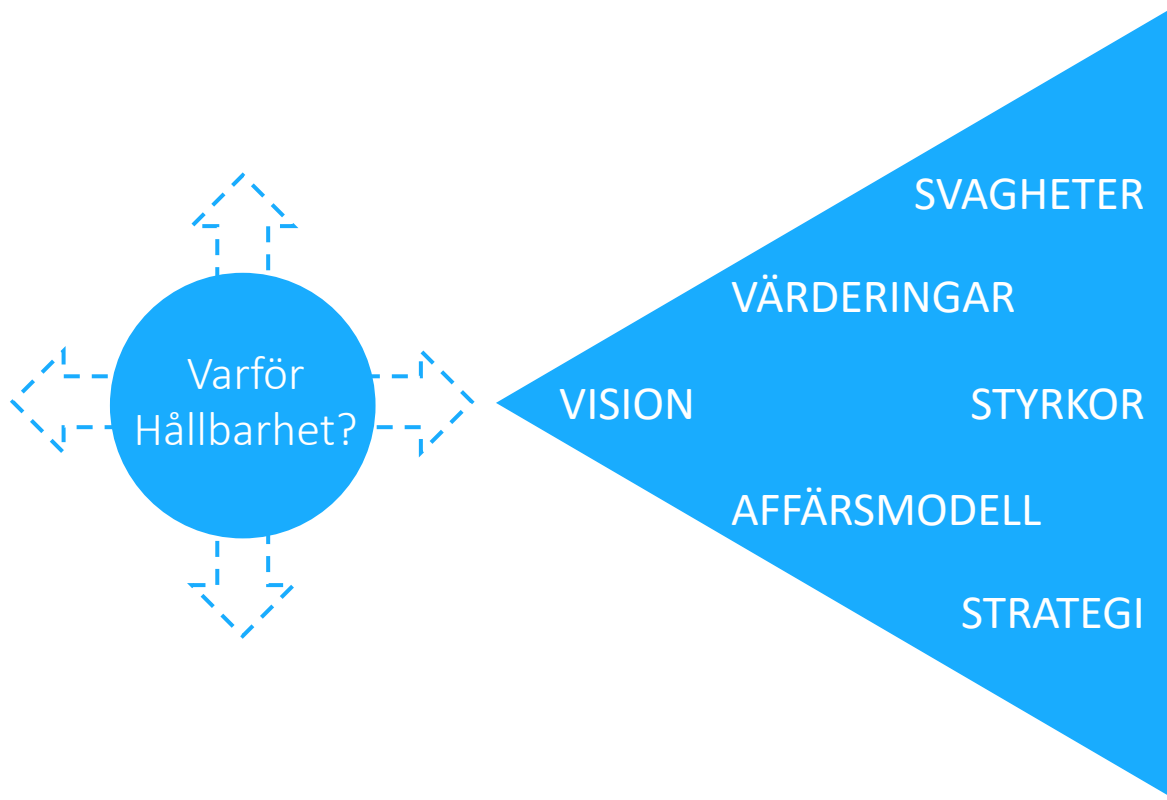 Varför
Hållbarhet?
SVAGHETER
VÄRDERINGAR
VISION
STYRKOR
AFFÄRSMODELL
STRATEGI